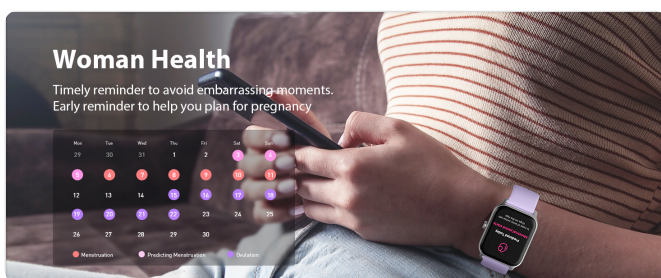 Woman Health
Timely reminder to avoid embarrassing moments.
Early reminder to help you plan for pregnancy
Mon Tue Wed Thu Fri Sat Sun
29 30 31 1 2 3 4
5 6 7 8 9 10 11
12 13 14 15 16 17 18
19 20 21 22 23 24 25
26 27 28 29 30
Menstruation Predicting Menstruation